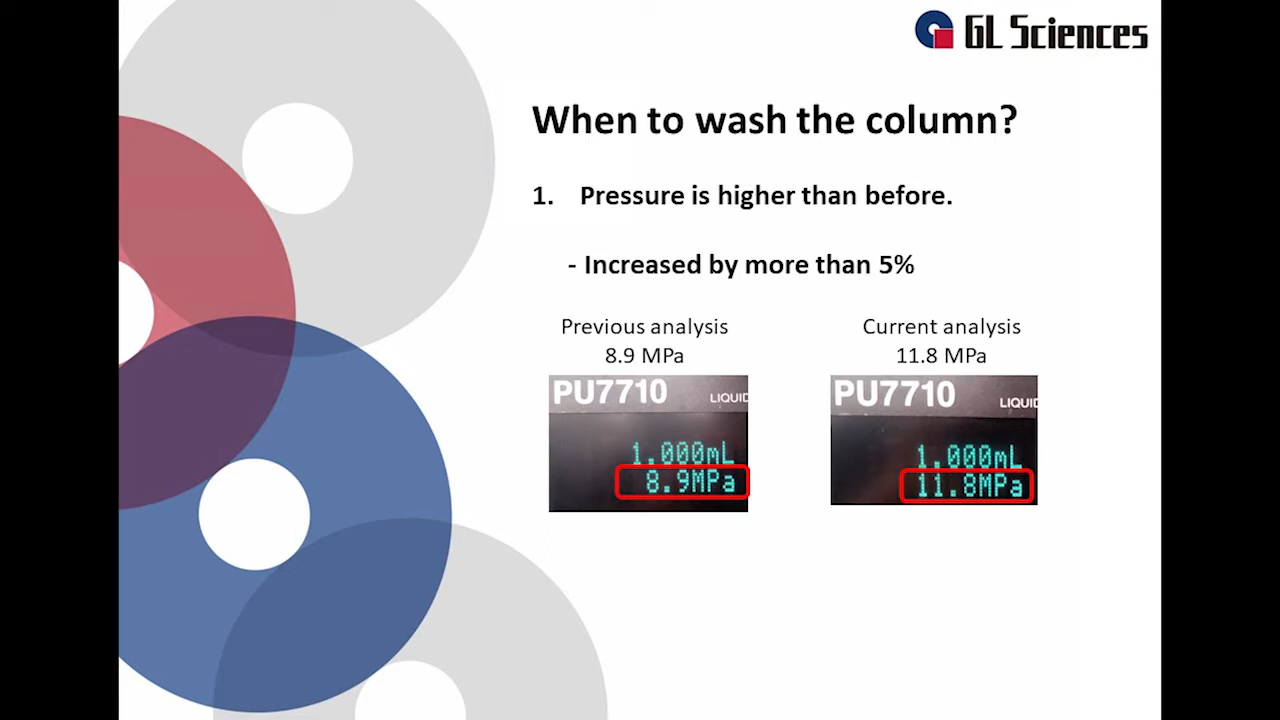 GL Sciences
When to wash the column?
1. Pressure is higher than before.
- Increased by more than 5%
Previous analysis
8.9 MPa
Current analysis
11.8 MPa
PU7710 LIQUID
1.000mL
8.9MPa
PU7710 LIQUID
1.000mL
11.8MPa